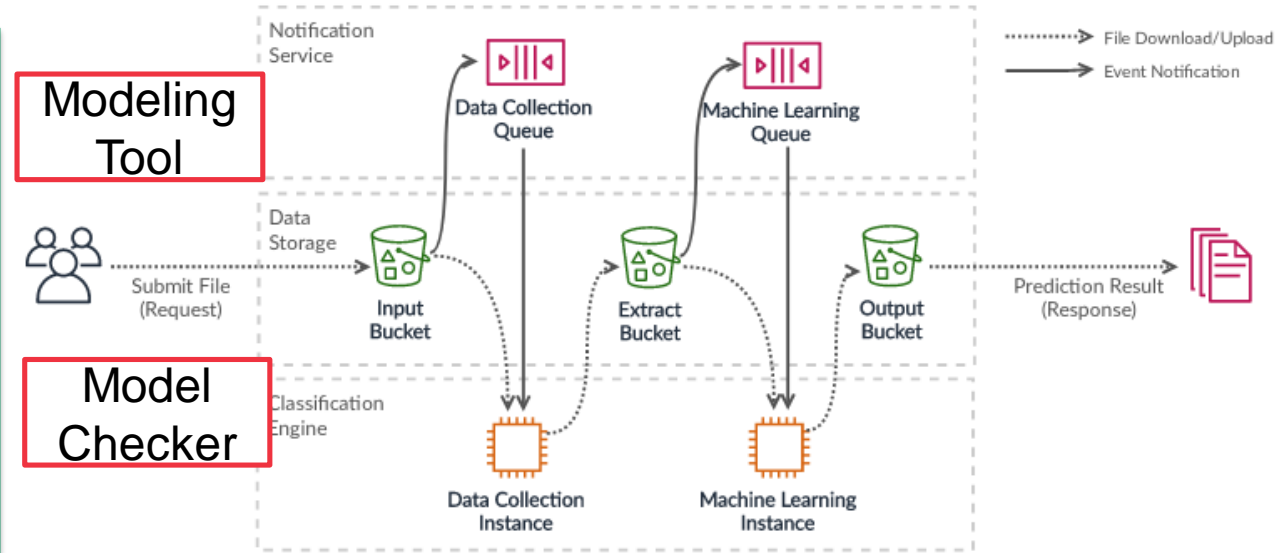 Notification
Service
Data Collection
Queue
Machine Learning
Queue
File Download/Upload
Event Notification
Modeling
Tool
Data
Storage
Submit File
(Request)
Input
Bucket
Extract
Bucket
Output
Bucket
Prediction Result
(Response)
Model
Checker
Classification
Engine
Data Collection
Instance
Machine Learning
Instance